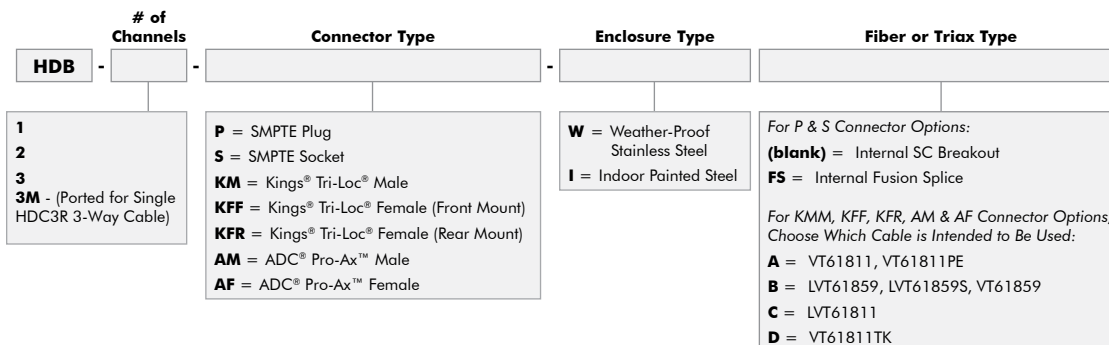 # of
Channels
Connector Type
Enclosure Type
Fiber or Triax Type
HDB - - -
1
2
3
3M - (Ported for Single
HDC3R 3-Way Cable)
P = SMPTE Plug
S = SMPTE Socket
KM = Kings® Tri-Loc® Male
KFF = Kings® Tri-Loc® Female (Front Mount)
KFR = Kings® Tri-Loc® Female (Rear Mount)
AM = ADC® Pro-Ax™ Male
AF = ADC® Pro-Ax™ Female
W = Weather-Proof
Stainless Steel
I = Indoor Painted Steel
For P & S Connector Options:
(blank) = Internal SC Breakout
FS = Internal Fusion Splice
For KMM, KFF, KFR, AM & AF Connector Options,
Choose Which Cable is Intended to Be Used:
A = VT61811, VT61811PE
B = LVT61859, LVT61859S, VT61859
C = LVT61811
D = VT61811TK